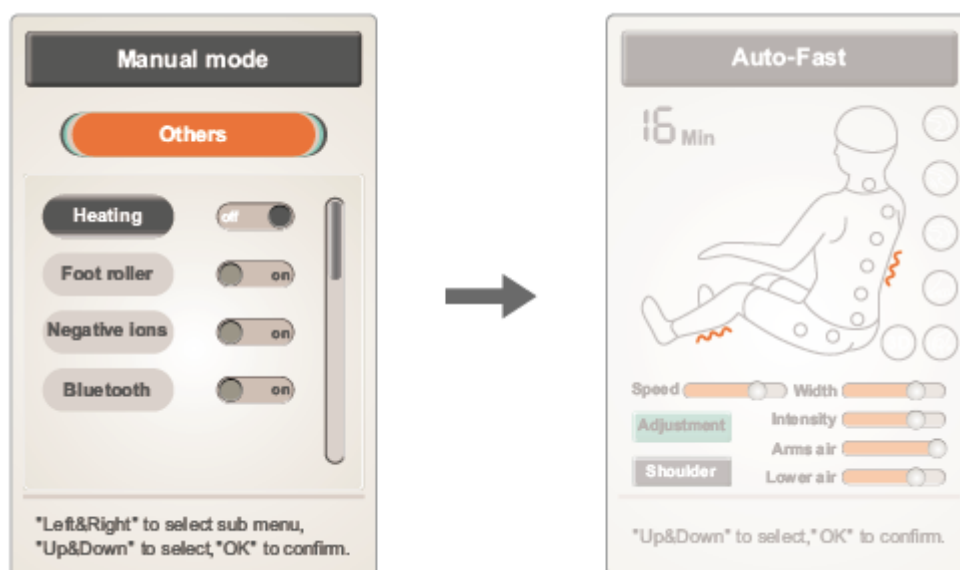 Manual mode
Others
Heating off
Foot roller on
Negative ions on
Bluetooth on
"Left&Right" to select sub menu,
"Up&Down" to select,"OK" to confirm.
Auto-Fast
16 Min
Speed Width
Adjustment Intensity
Arms air
Shoulder Lower air
"Up&Down" to select,"OK" to confirm.